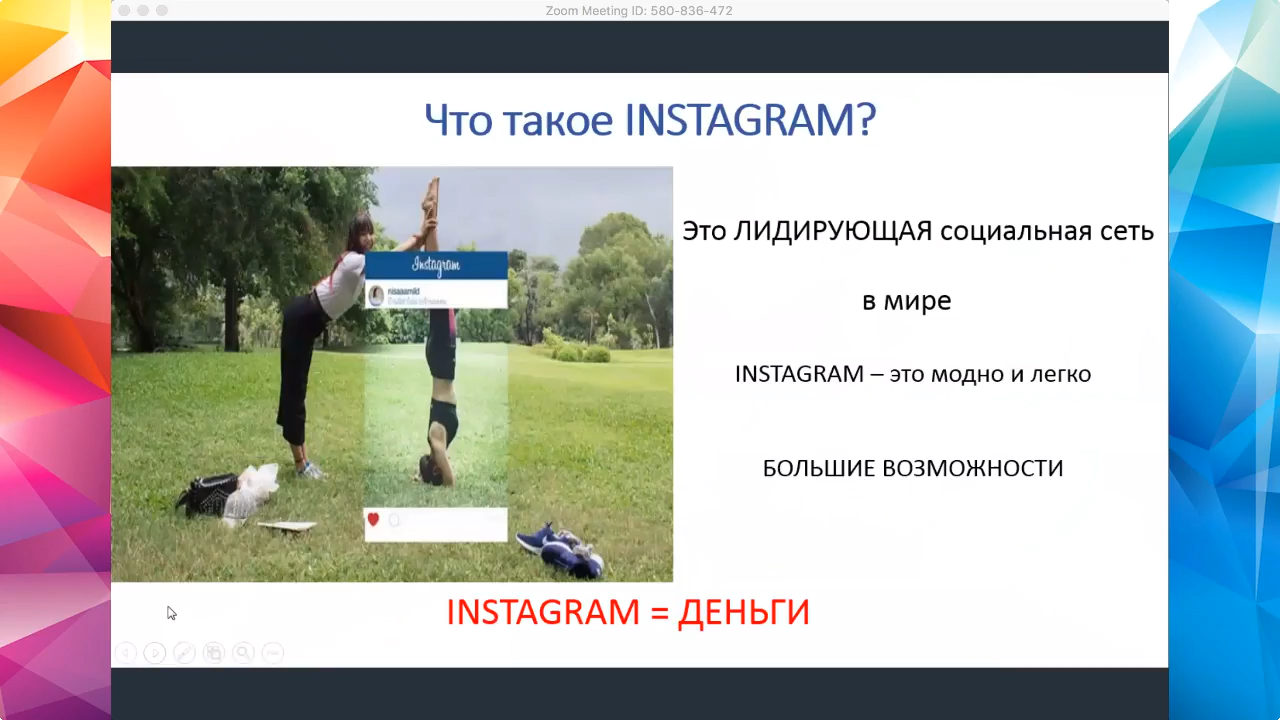 Zoom Meeting ID: 580-836-472
Что такое INSTAGRAM?
Instagram
nisaaamild
Это ЛИДИРУЮЩАЯ социальная сеть
в мире
INSTAGRAM – это модно и легко
БОЛЬШИЕ ВОЗМОЖНОСТИ
INSTAGRAM = ДЕНЬГИ